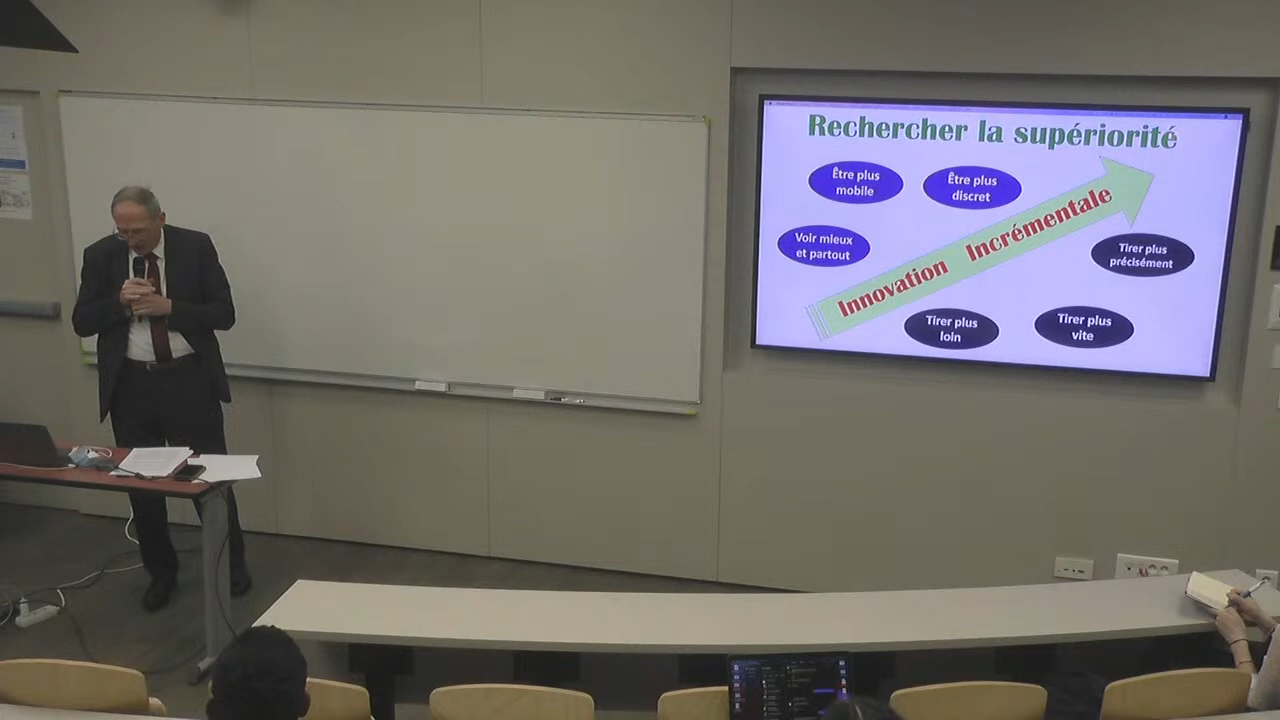 Rechercher la supériorité
Être plus
mobile
Être plus
discret
Voir mieux
et partout
Innovation Incrémentale
Tirer plus
précisément
Tirer plus
loin
Tirer plus
vite